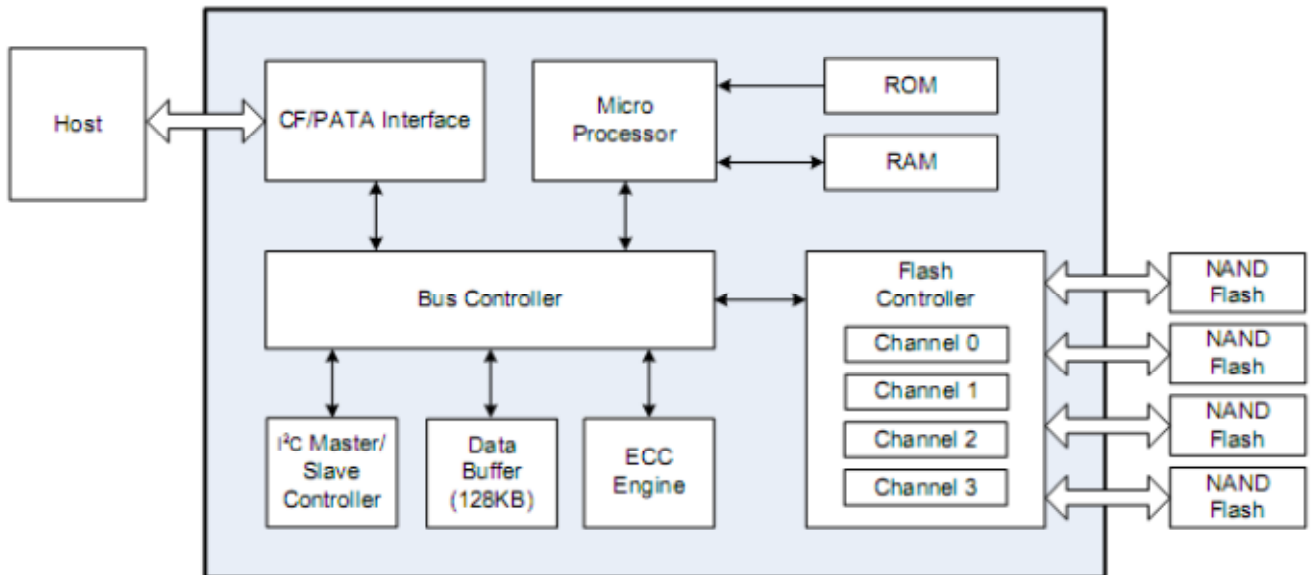 Host
CF/PATA Interface
Micro
Processor
ROM
RAM
Bus Controller
Flash
Controller
Channel 0
Channel 1
Channel 2
Channel 3
NAND
Flash
NAND
Flash
NAND
Flash
NAND
Flash
I²C Master/
Slave
Controller
Data
Buffer
(128KB)
ECC
Engine